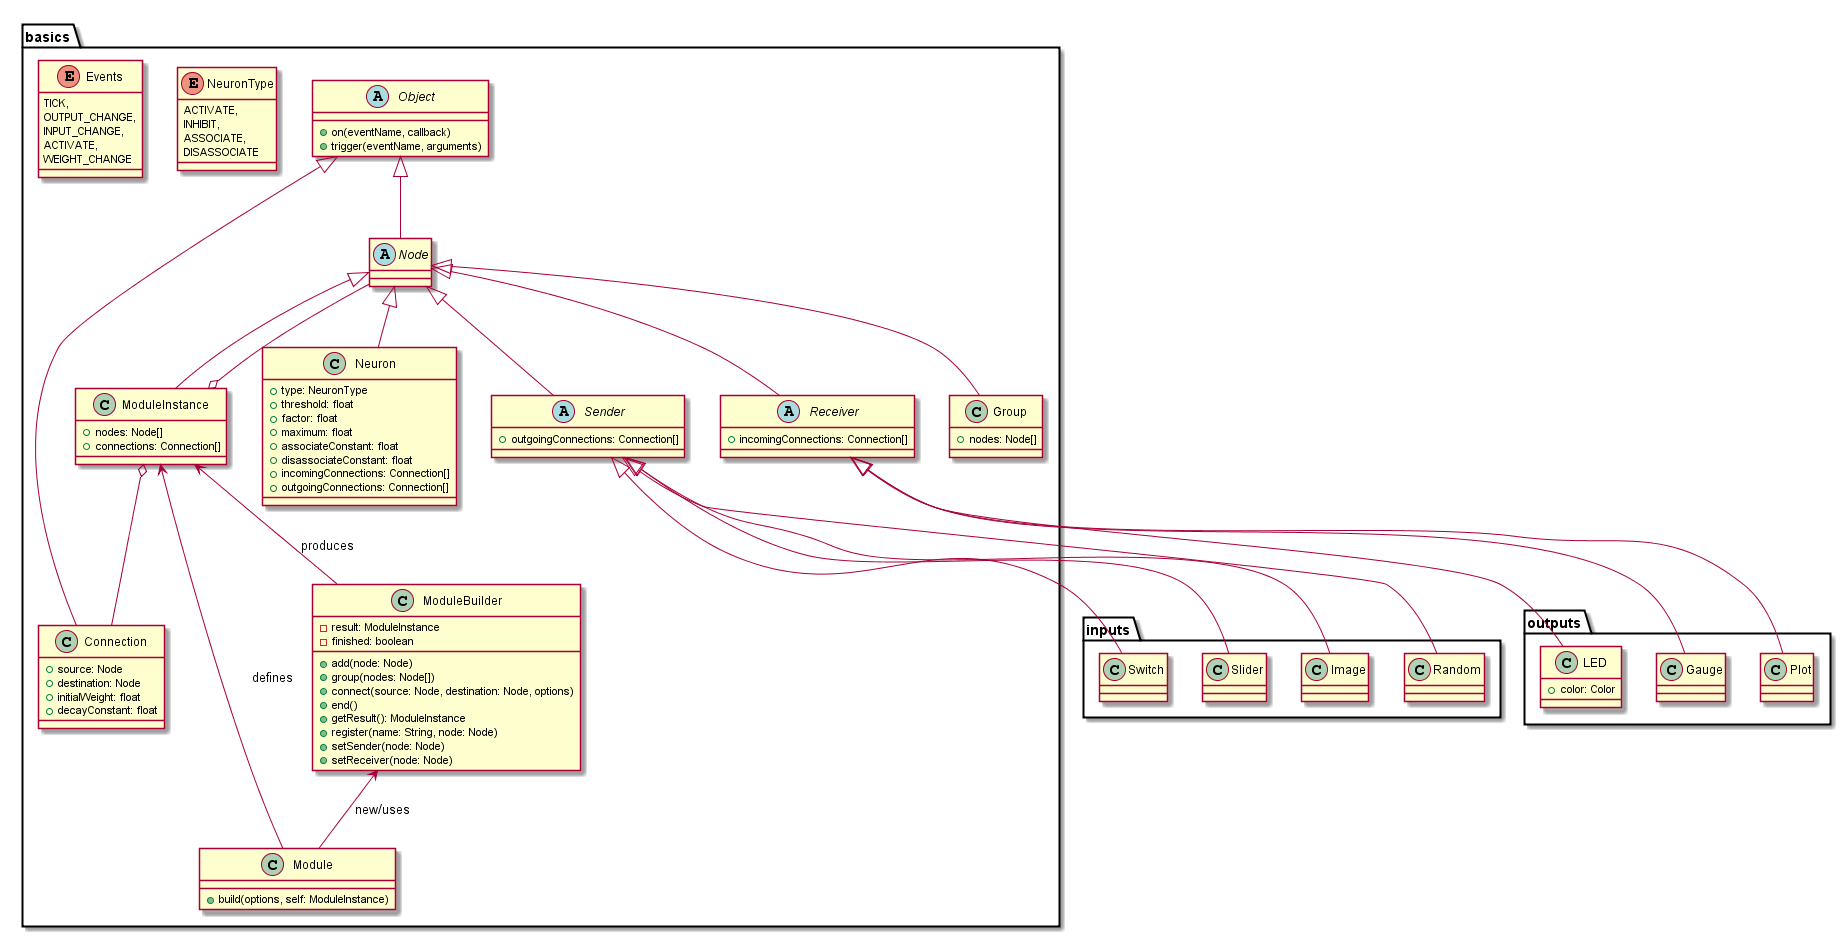 basics
E Events
TICK,
OUTPUT_CHANGE,
INPUT_CHANGE,
ACTIVATE,
WEIGHT_CHANGE
E NeuronType
ACTIVATE,
INHIBIT,
ASSOCIATE,
DISASSOCIATE
A Object
on(eventName, callback)
trigger(eventName, arguments)
A Node
C ModuleInstance
nodes: Node[]
connections: Connection[]
C Neuron
type: NeuronType
threshold: float
factor: float
maximum: float
associateConstant: float
disassociateConstant: float
incomingConnections: Connection[]
outgoingConnections: Connection[]
A Sender
outgoingConnections: Connection[]
A Receiver
incomingConnections: Connection[]
C Group
nodes: Node[]
produces
C Connection
source: Node
destination: Node
initialWeight: float
decayConstant: float
defines
C ModuleBuilder
result: ModuleInstance
finished: boolean
add(node: Node)
group(nodes: Node[])
connect(source: Node, destination: Node, options)
end()
getResult(): ModuleInstance
register(name: String, node: Node)
setSender(node: Node)
setReceiver(node: Node)
new/uses
C Module
build(options, self: ModuleInstance)
inputs
C Switch
C Slider
C Image
C Random
outputs
C LED
color: Color
C Gauge
C Plot